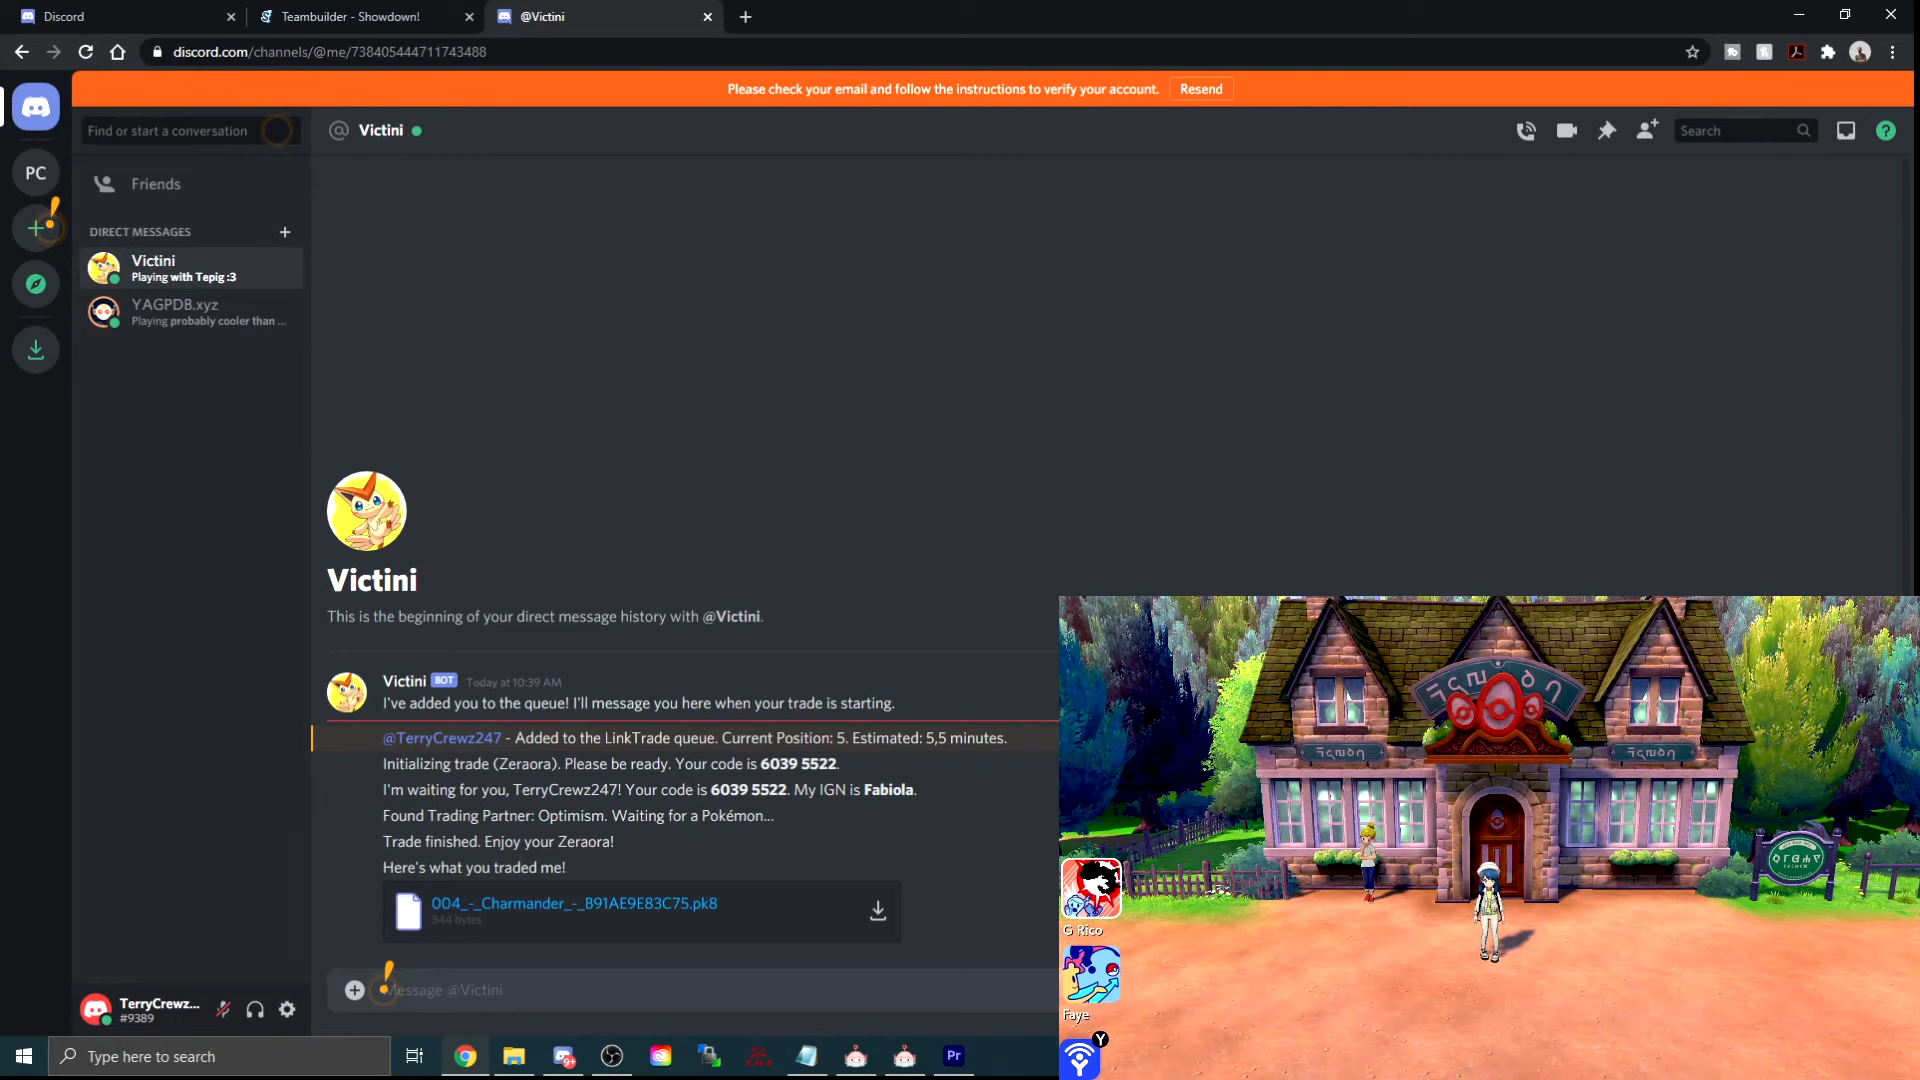 Discord
Teambuilder - Showdown!
@Victini
discord.com/channels/@me/738405444711743488
Please check your email and follow the instructions to verify your account.
Resend
Find or start a conversation
Victini
Search
PC
Friends
DIRECT MESSAGES
Victini
Playing with Tepig :3
YAGPDB.xyz
Playing probably cooler than ...
Victini
This is the beginning of your direct message history with @Victini.
Victini BOT Today at 10:39 AM
I've added you to the queue! I'll message you here when your trade is starting.
@TerryCrewz247 - Added to the LinkTrade queue. Current Position: 5. Estimated: 5,5 minutes.
Initializing trade (Zeraora). Please be ready. Your code is 6039 5522.
I'm waiting for you, TerryCrewz247! Your code is 6039 5522. My IGN is Fabiola.
Found Trading Partner: Optimism. Waiting for a Pokémon...
Trade finished. Enjoy your Zeraora!
Here's what you traded me!
004_-_Charmander_-_B91AE9E83C75.pk8
344 bytes
Message @Victini
TerryCrewz...
#9389
G Rico
Faye
Y
Type here to search
9+
Pr